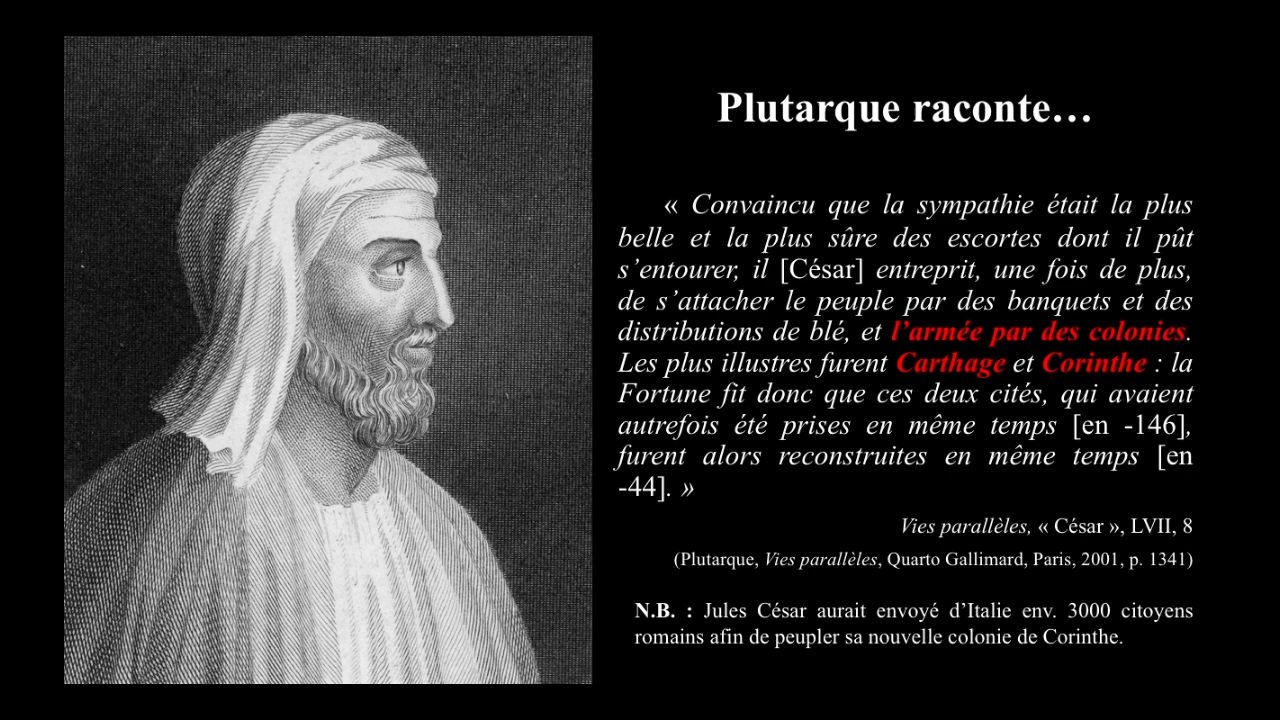 Plutarque raconte…
« Convaincu que la sympathie était la plus
belle et la plus sûre des escortes dont il pût
s’entourer, il [César] entreprit, une fois de plus,
de s’attacher le peuple par des banquets et des
distributions de blé, et l’armée par des colonies.
Les plus illustres furent Carthage et Corinthe : la
Fortune fit donc que ces deux cités, qui avaient
autrefois été prises en même temps [en -146],
furent alors reconstruites en même temps [en
-44]. »
Vies parallèles, « César », LVII, 8
(Plutarque, Vies parallèles, Quarto Gallimard, Paris, 2001, p. 1341)
N.B. : Jules César aurait envoyé d’Italie env. 3000 citoyens
romains afin de peupler sa nouvelle colonie de Corinthe.